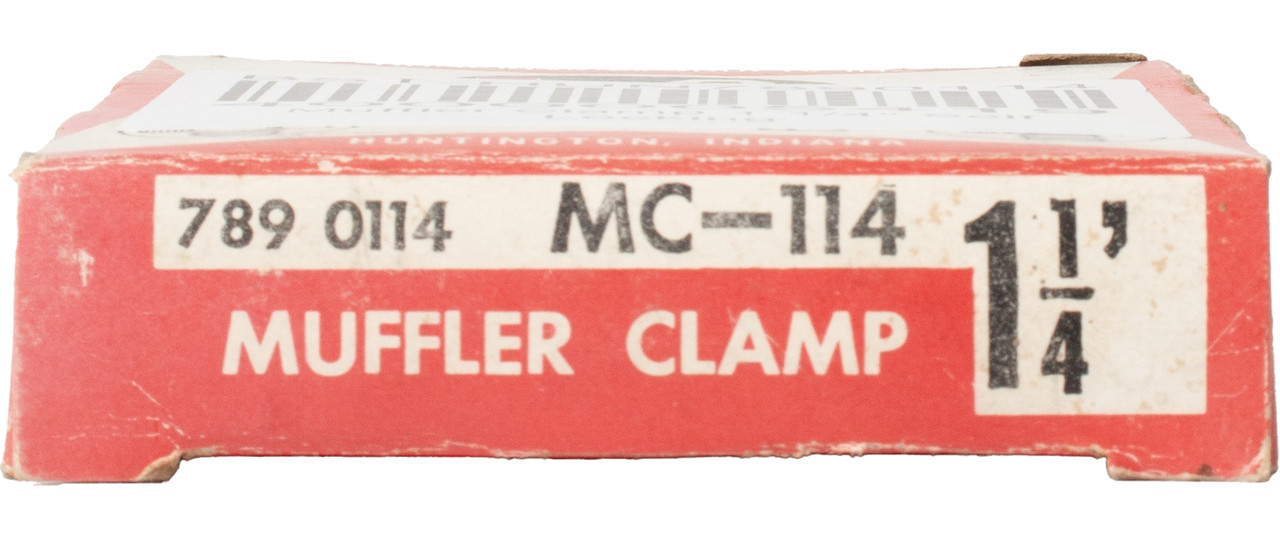 HUNTINGTON, INDIANA
789 0114 MC-114 1 1/4’
MUFFLER CLAMP